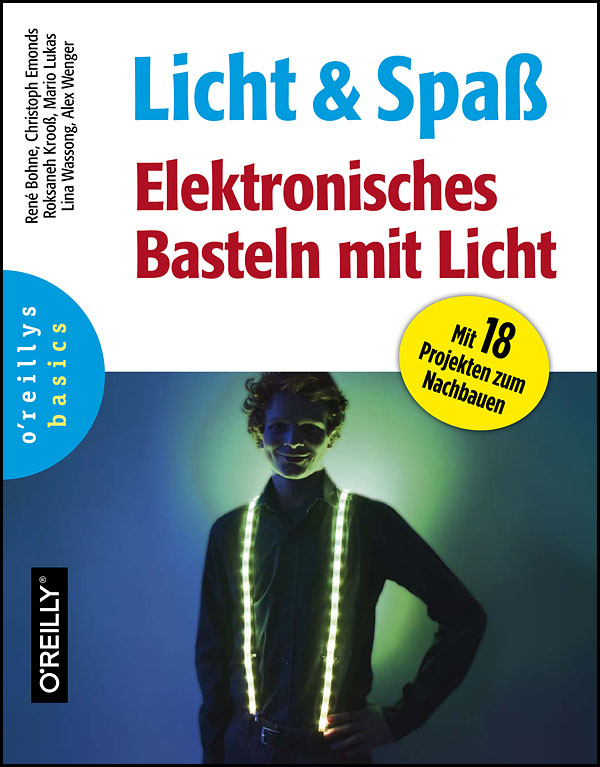 René Bohne, Christoph Emonds
Roksaneh Krooß, Mario Lukas
Lina Wassong, Alex Wenger
Licht & Spaß
Elektronisches
Basteln mit Licht
o'reillys
basics
Mit 18
Projekten zum
Nachbauen
O'REILLY®